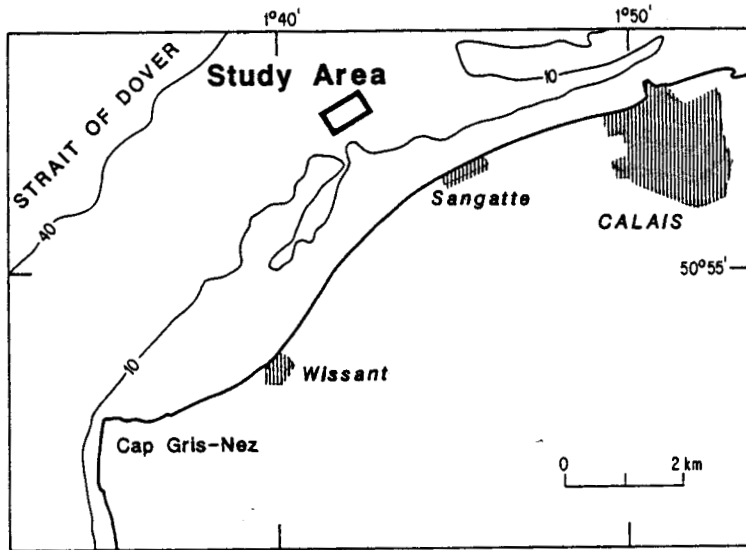 1°40'
1°50'
STRAIT OF DOVER
Study Area
10
Sangatte
CALAIS
40
50°55'
10
Wissant
Cap Gris-Nez
0 2 km